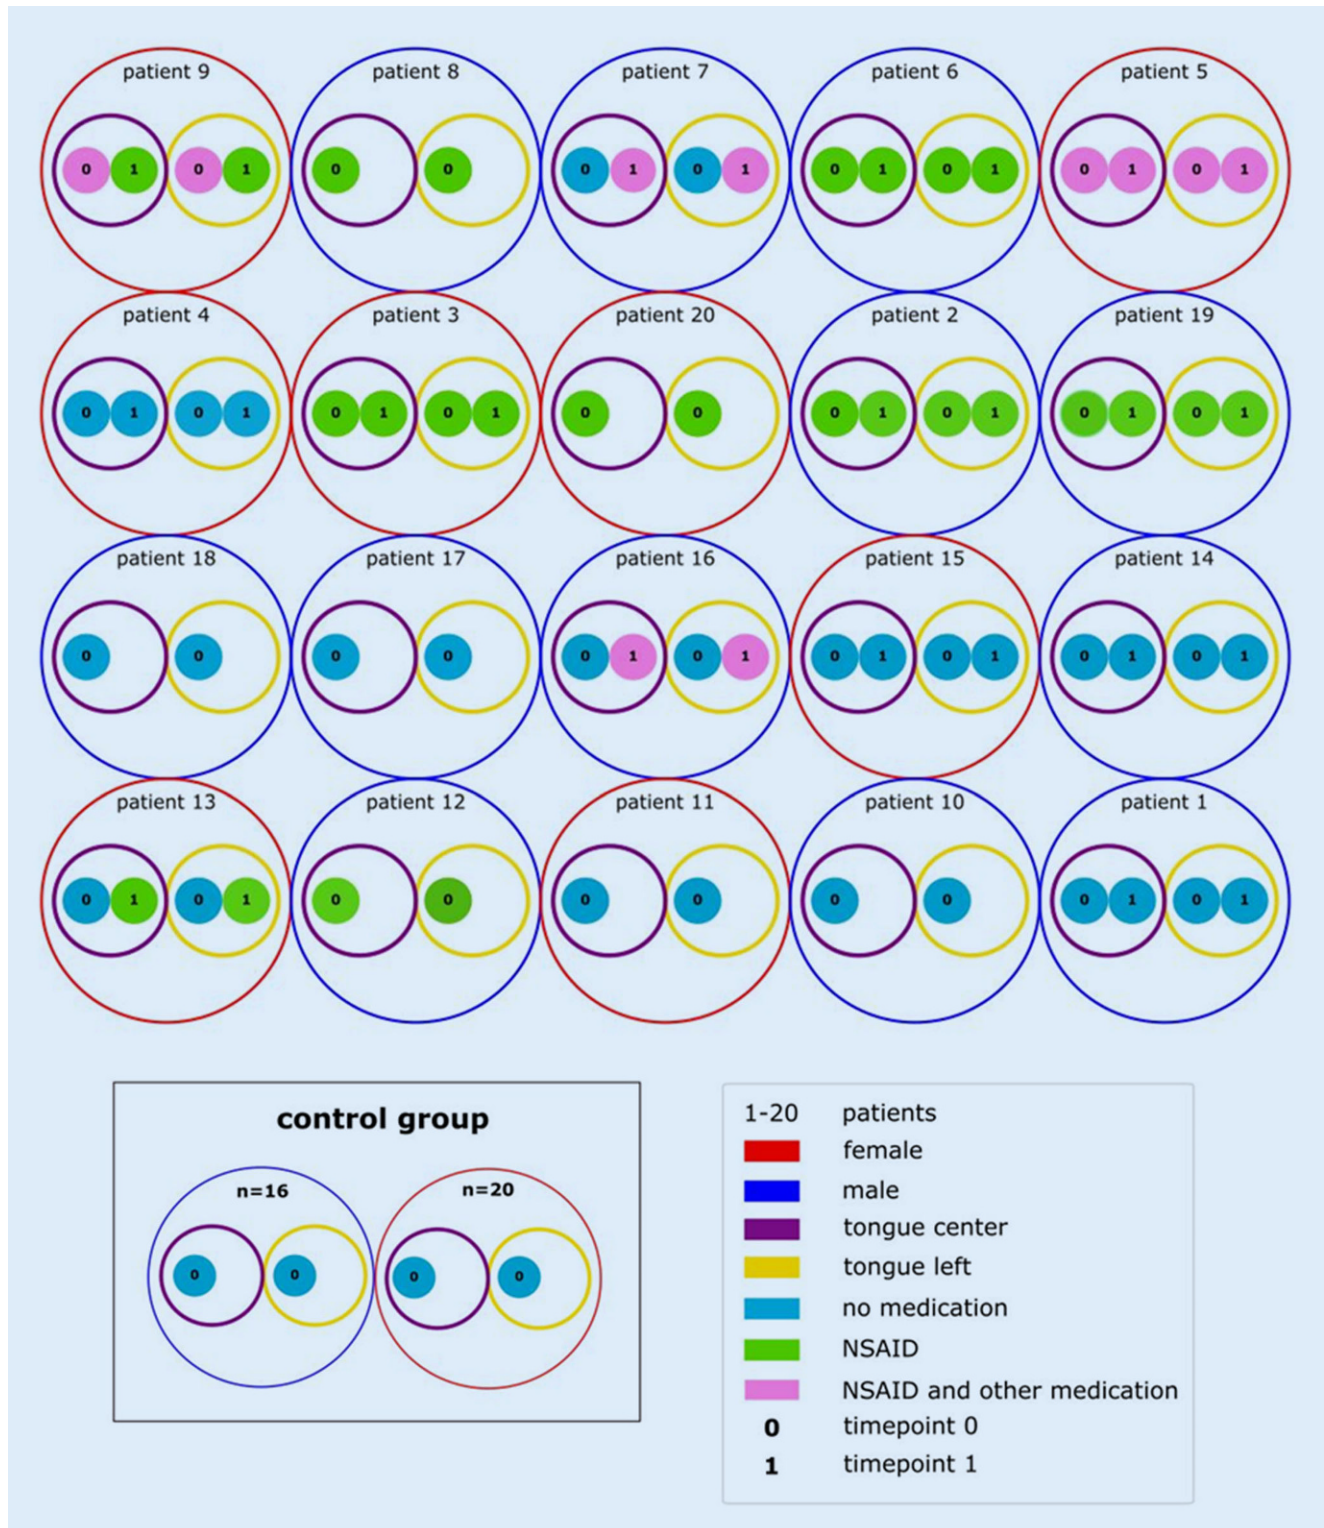 patient 9 patient 8 patient 7 patient 6 patient 5
0 1 0 1 0 0 0 1 0 1 0 1 0 1 0 1 0 1
patient 4 patient 3 patient 20 patient 2 patient 19
0 1 0 1 0 1 0 1 0 0 0 1 0 1 0 1 0 1
patient 18 patient 17 patient 16 patient 15 patient 14
0 0 0 0 0 1 0 1 0 1 0 1 0 1 0 1
patient 13 patient 12 patient 11 patient 10 patient 1
0 1 0 1 0 0 0 0 0 0 0 1 0 1
control group
n=16 n=20
0 0 0 0
1-20 patients
female
male
tongue center
tongue left
no medication
NSAID
NSAID and other medication
0 timepoint 0
1 timepoint 1